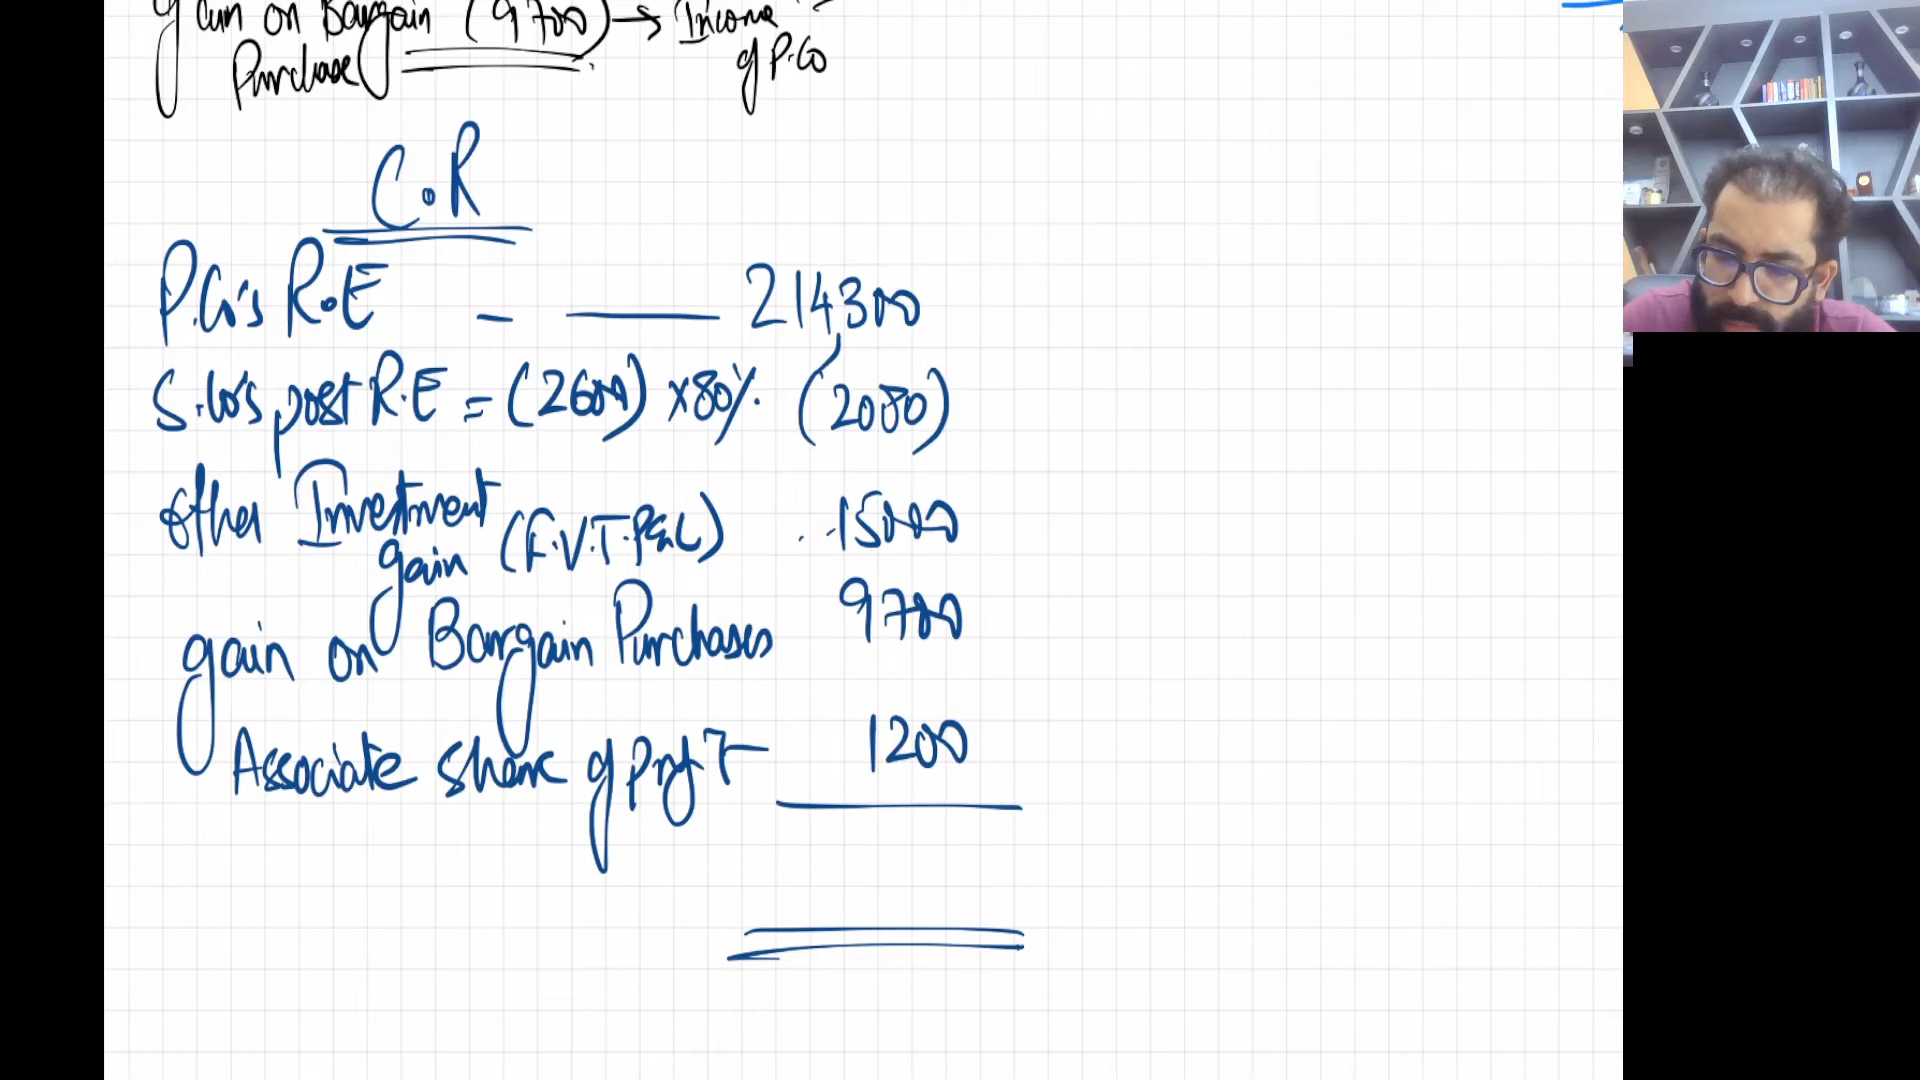 gain on Bargain (9700) → Income
Purchase of P.Co
C.R
P.Co's R.E - — 214300
S.Co's post R.E = (2600) x80% (2080)
other Investment
gain (F.V.T.P&L) 15000
gain on Bargain Purchases 9700
Associate share of Profit — 1200